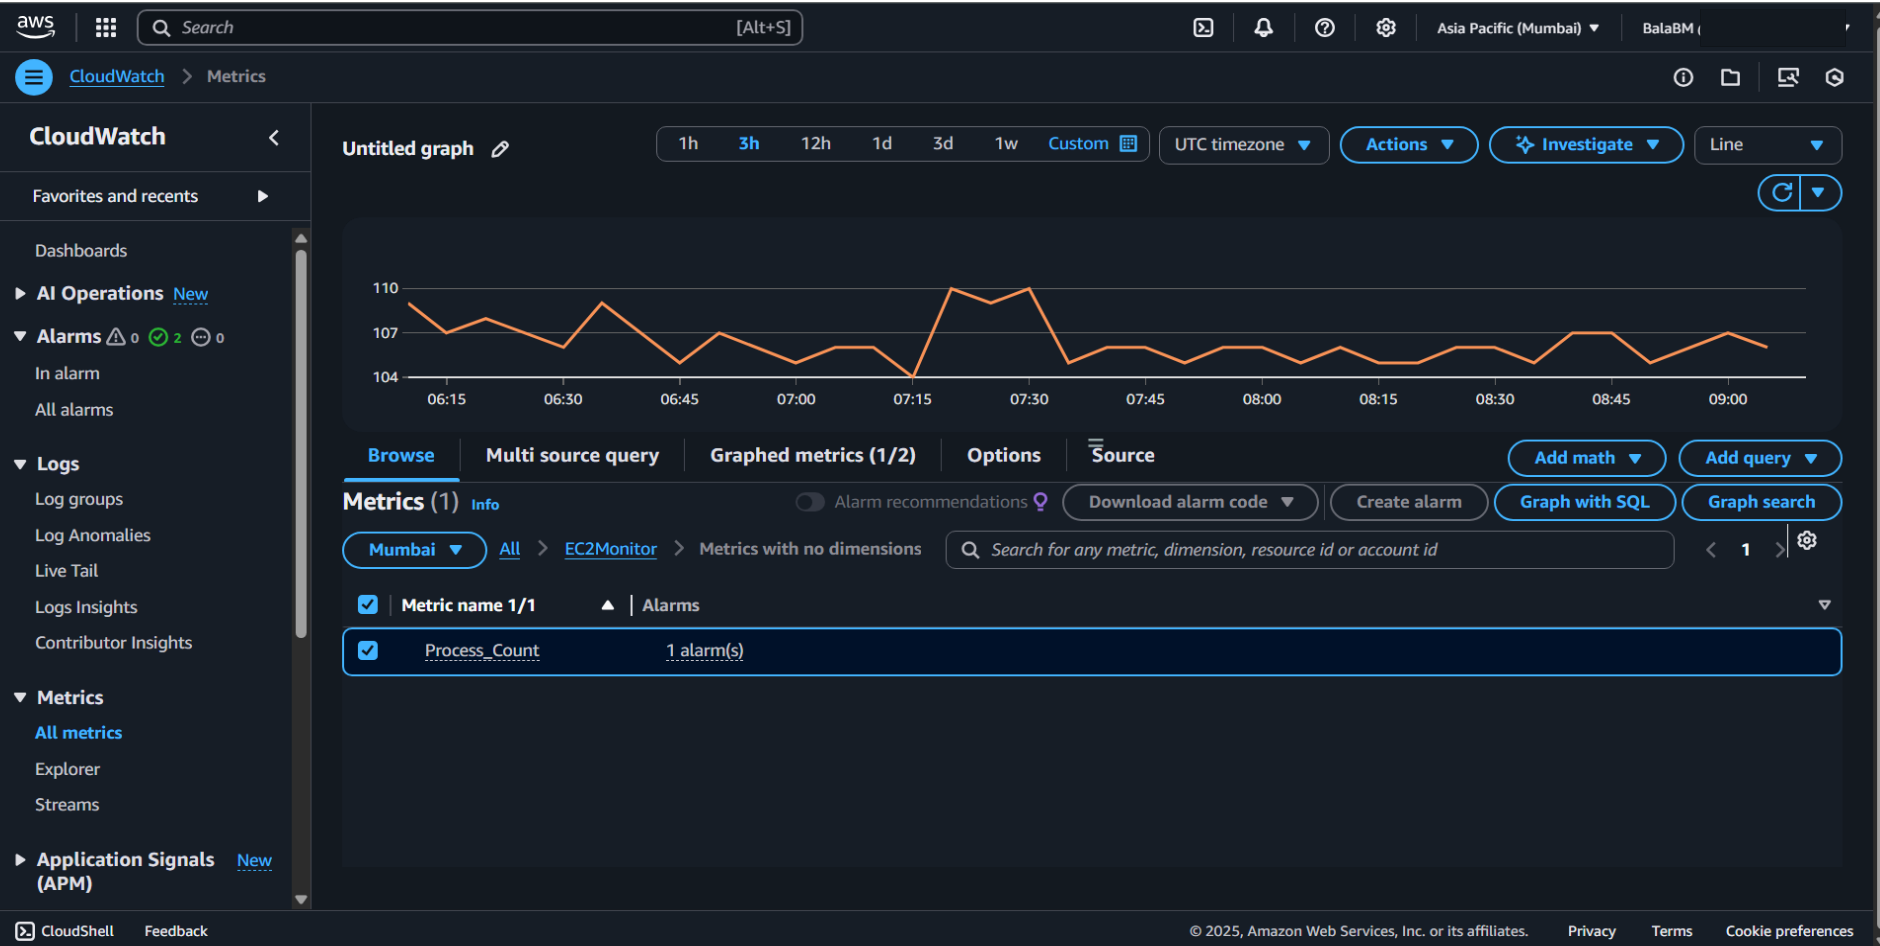 aws Search [Alt+S] Asia Pacific (Mumbai) BalaBM (
CloudWatch > Metrics
CloudWatch
Favorites and recents
Dashboards
AI Operations New
Alarms 0 2 0
In alarm
All alarms
Logs
Log groups
Log Anomalies
Live Tail
Logs Insights
Contributor Insights
Metrics
All metrics
Explorer
Streams
Application Signals New
(APM)
Untitled graph 1h 3h 12h 1d 3d 1w Custom UTC timezone Actions Investigate Line
110
107
104
06:15 06:30 06:45 07:00 07:15 07:30 07:45 08:00 08:15 08:30 08:45 09:00
Browse Multi source query Graphed metrics (1/2) Options Source Add math Add query
Metrics (1) Info Alarm recommendations Download alarm code Create alarm Graph with SQL Graph search
Mumbai All > EC2Monitor > Metrics with no dimensions Search for any metric, dimension, resource id or account id 1
Metric name 1/1 Alarms
Process_Count 1 alarm(s)
CloudShell Feedback © 2025, Amazon Web Services, Inc. or its affiliates. Privacy Terms Cookie preferences